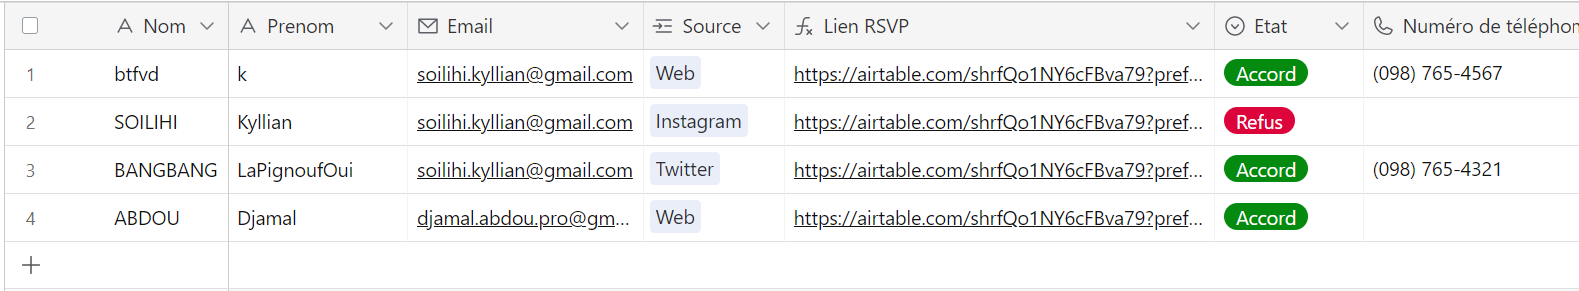 Nom Prenom Email Source Lien RSVP Etat Numéro de téléphon
1 btfvd k soilihi.kyllian@gmail.com Web https://airtable.com/shrfQo1NY6cFBva79?pref... Accord (098) 765-4567
2 SOILIHI Kyllian soilihi.kyllian@gmail.com Instagram https://airtable.com/shrfQo1NY6cFBva79?pref... Refus
3 BANGBANG LaPignoufOui soilihi.kyllian@gmail.com Twitter https://airtable.com/shrfQo1NY6cFBva79?pref... Accord (098) 765-4321
4 ABDOU Djamal djamal.abdou.pro@gm... Web https://airtable.com/shrfQo1NY6cFBva79?pref... Accord